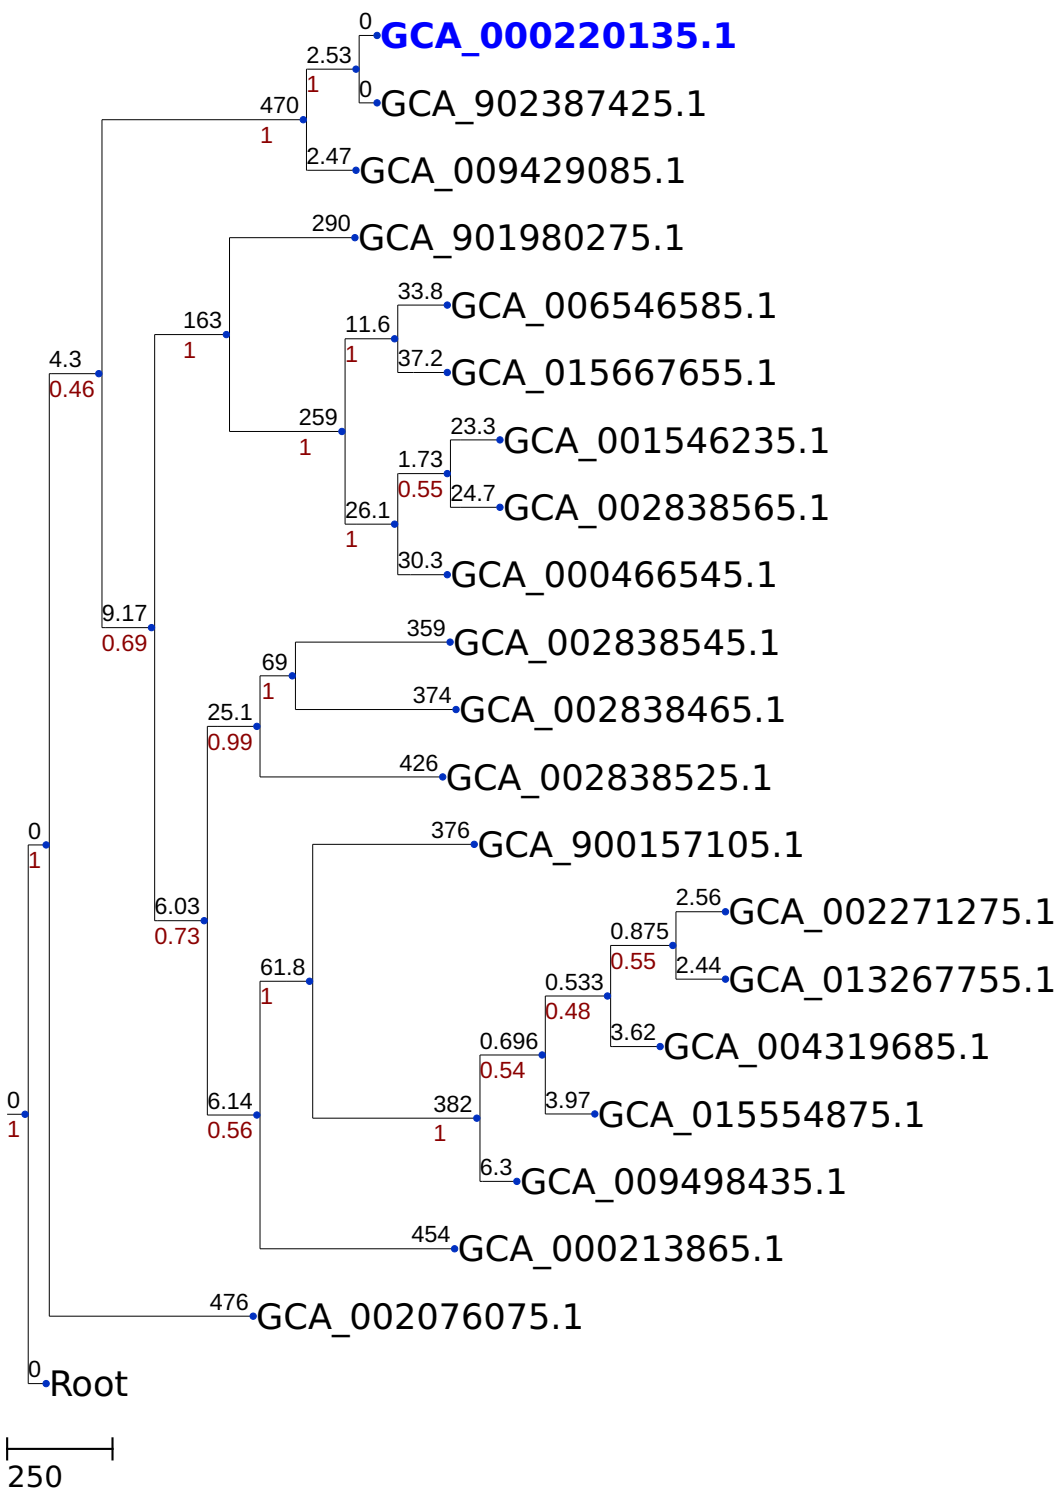 0
GCA_000220135.1
2.53
1
0
GCA_902387425.1
470
1
2.47
GCA_009429085.1
290
GCA_901980275.1
33.8
GCA_006546585.1
163
1
11.6
1
37.2
GCA_015667655.1
4.3
0.46
259
1
23.3
GCA_001546235.1
1.73
0.55
24.7
GCA_002838565.1
26.1
1
30.3
GCA_000466545.1
9.17
0.69
359
GCA_002838545.1
69
1
374
GCA_002838465.1
25.1
0.99
426
GCA_002838525.1
376
GCA_900157105.1
0
1
6.03
0.73
2.56
GCA_002271275.1
0.875
0.55
2.44
GCA_013267755.1
61.8
1
0.533
0.48
3.62
GCA_004319685.1
0.696
0.54
3.97
GCA_015554875.1
0
1
6.14
0.56
382
1
6.3
GCA_009498435.1
454
GCA_000213865.1
476
GCA_002076075.1
0
Root
250